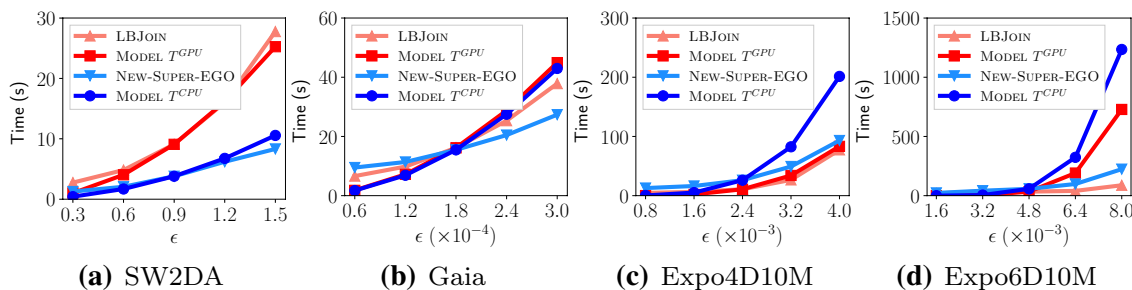 30
20
10
0
Time (s)
LBJOIN
MODEL T^GPU
NEW-SUPER-EGO
MODEL T^CPU
0.3 0.6 0.9 1.2 1.5
ϵ
(a) SW2DA
60
40
20
0
Time (s)
LBJOIN
MODEL T^GPU
NEW-SUPER-EGO
MODEL T^CPU
0.6 1.2 1.8 2.4 3.0
ϵ (×10⁻⁴)
(b) Gaia
300
200
100
0
Time (s)
LBJOIN
MODEL T^GPU
NEW-SUPER-EGO
MODEL T^CPU
0.8 1.6 2.4 3.2 4.0
ϵ (×10⁻³)
(c) Expo4D10M
1500
1000
500
0
Time (s)
LBJOIN
MODEL T^GPU
NEW-SUPER-EGO
MODEL T^CPU
1.6 3.2 4.8 6.4 8.0
ϵ (×10⁻³)
(d) Expo6D10M